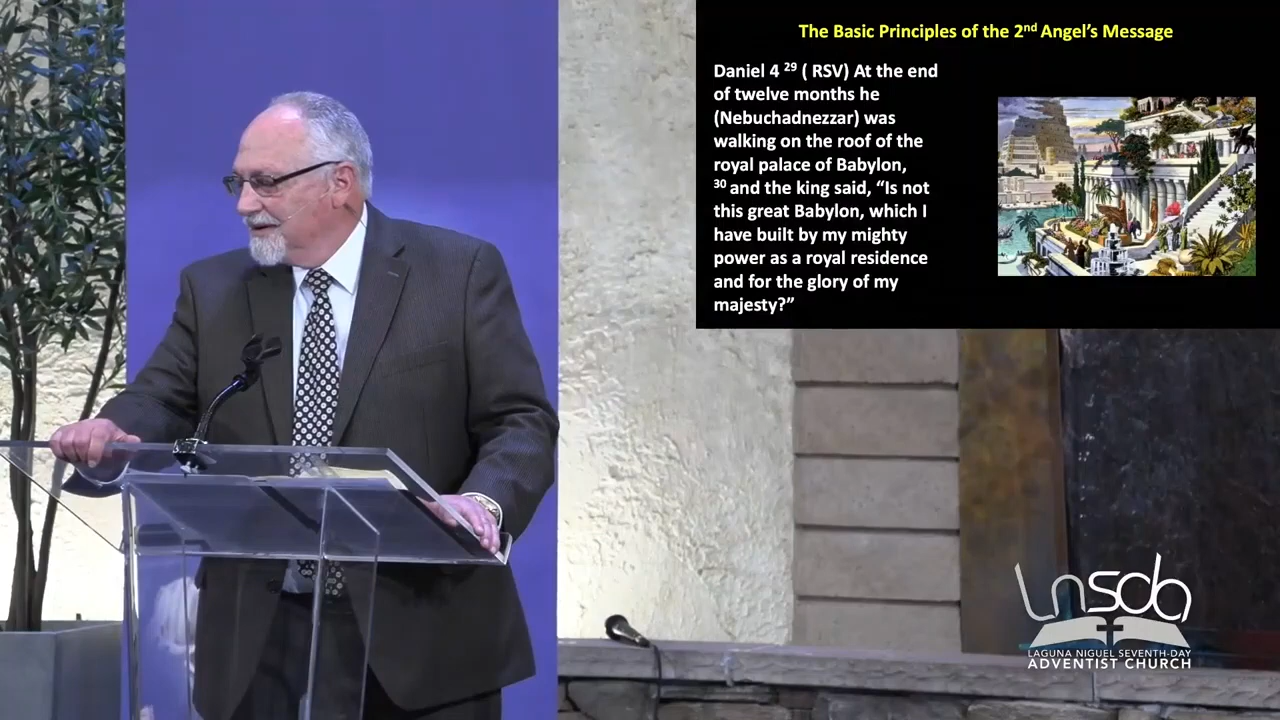 The Basic Principles of the 2nd Angel's Message
Daniel 4 29 ( RSV) At the end
of twelve months he
(Nebuchadnezzar) was
walking on the roof of the
royal palace of Babylon,
30 and the king said, “Is not
this great Babylon, which I
have built by my mighty
power as a royal residence
and for the glory of my
majesty?”
Lnsda
LAGUNA NIGUEL SEVENTH-DAY
ADVENTIST CHURCH